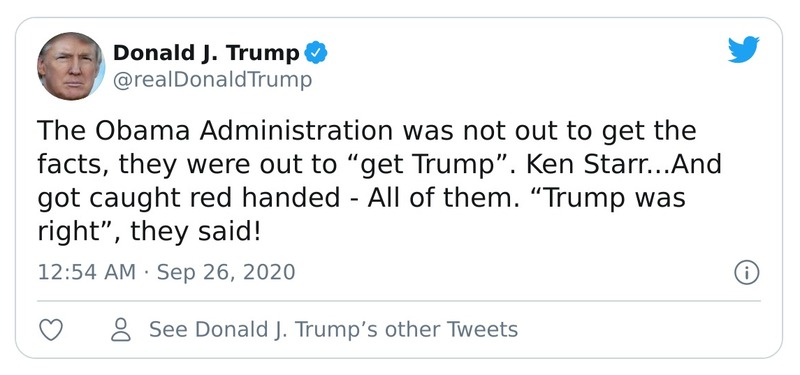 Donald J. Trump
@realDonaldTrump
The Obama Administration was not out to get the
facts, they were out to “get Trump”. Ken Starr...And
got caught red handed - All of them. “Trump was
right”, they said!
12:54 AM · Sep 26, 2020
See Donald J. Trump’s other Tweets